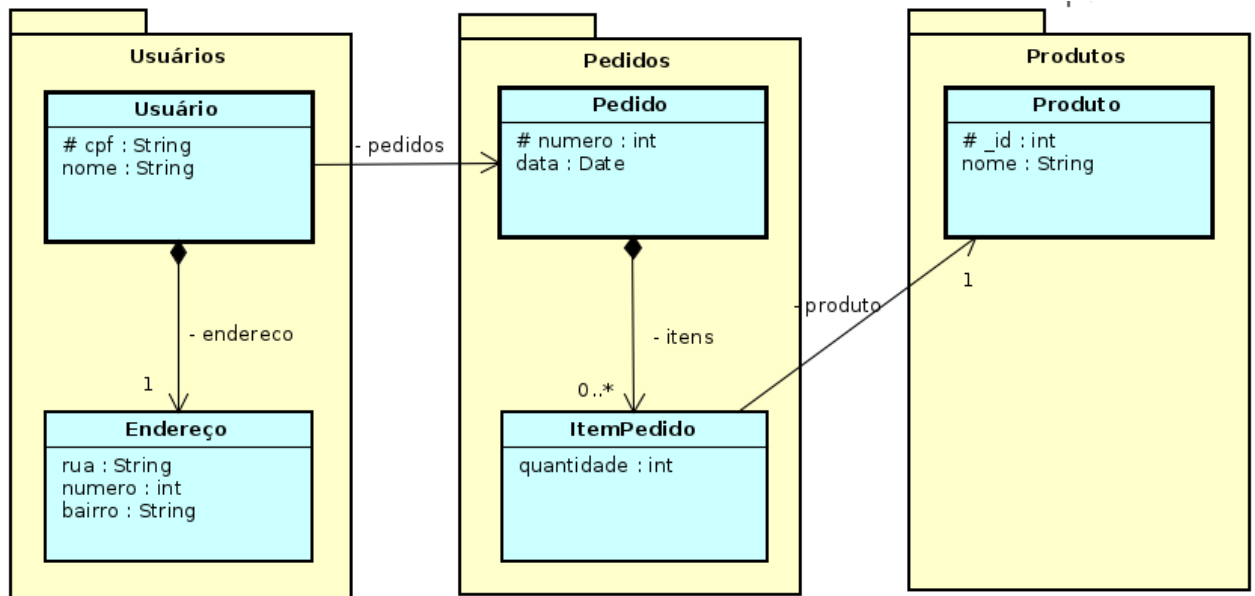 Usuários
Usuário
# cpf : String
nome : String
- endereco
1
Endereço
rua : String
numero : int
bairro : String
- pedidos
Pedidos
Pedido
# numero : int
data : Date
- itens
0..*
ItemPedido
quantidade : int
- produto
Produtos
Produto
# _id : int
nome : String
1